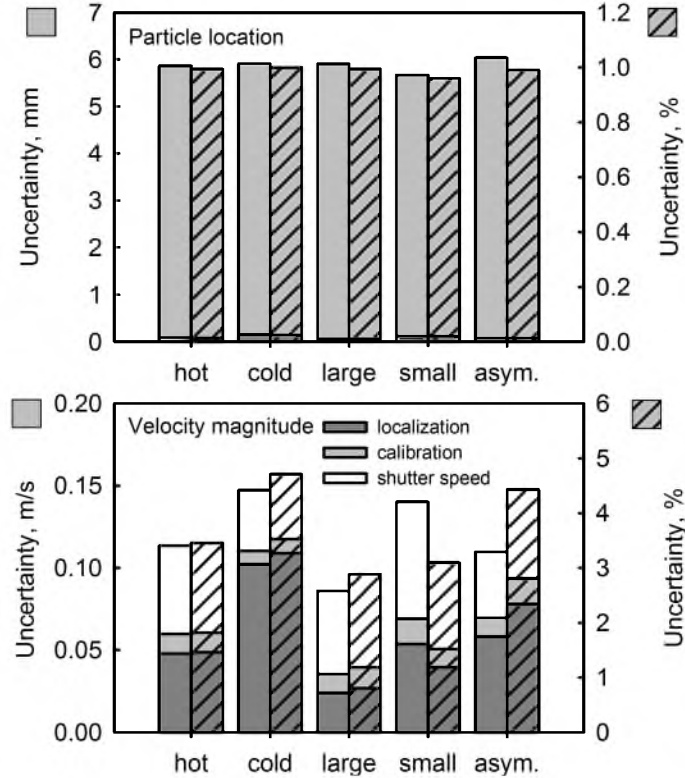 7
6
5
4
3
2
1
0
Uncertainty, mm
Particle location
1.2
1.0
0.8
0.6
0.4
0.2
0.0
Uncertainty, %
hot cold large small asym.
0.20
0.15
0.10
0.05
0.00
Uncertainty, m/s
Velocity magnitude
localization
calibration
shutter speed
6
5
4
3
2
1
0
Uncertainty, %
hot cold large small asym.